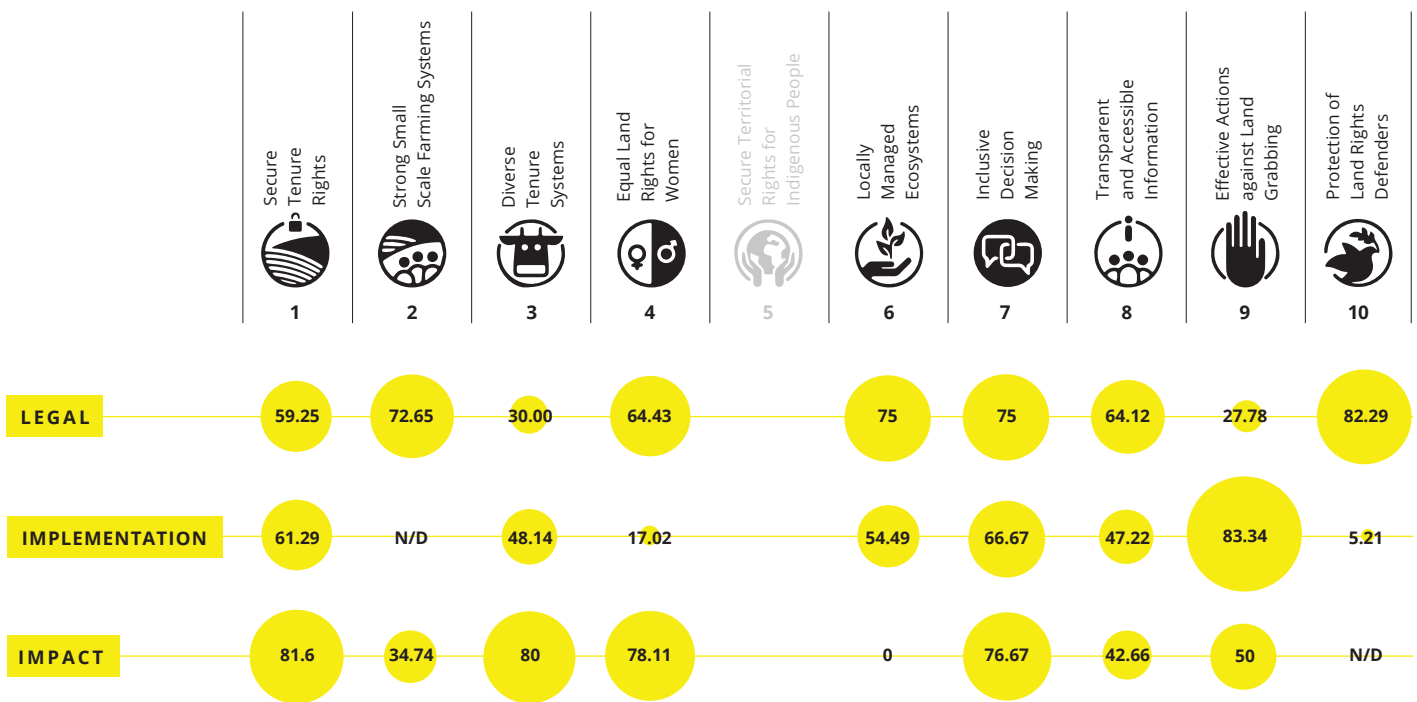 Secure
Tenure
Rights
1
Strong Small
Scale Farming Systems
2
Diverse
Tenure
Systems
3
Equal Land
Rights for
Women
4
Secure Territorial
Rights for
Indigenous People
5
Locally
Managed
Ecosystems
6
Inclusive
Decision
Making
7
Transparent
and Accessible
Information
8
Effective Actions
against Land
Grabbing
9
Protection of
Land Rights
Defenders
10
LEGAL 59.25 72.65 30.00 64.43 75 75 64.12 27.78 82.29
IMPLEMENTATION 61.29 N/D 48.14 17.02 54.49 66.67 47.22 83.34 5.21
IMPACT 81.6 34.74 80 78.11 0 76.67 42.66 50 N/D